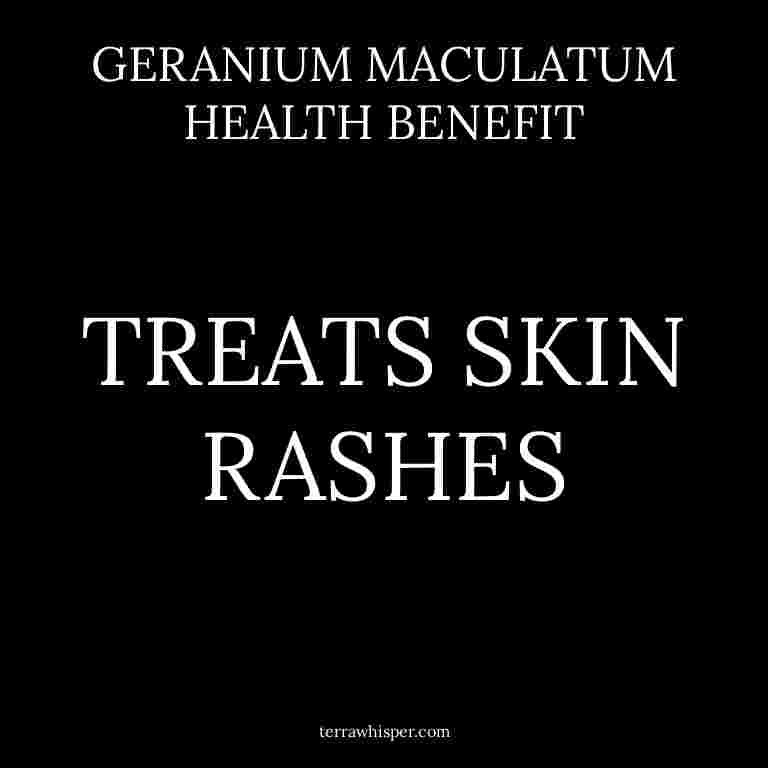 GERANIUM MACULATUM
HEALTH BENEFIT
TREATS SKIN
RASHES
terrawhisper.com